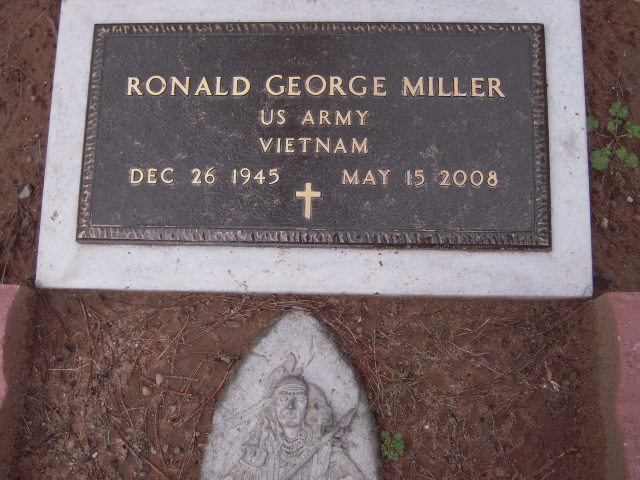 RONALD GEORGE MILLER
US ARMY
VIETNAM
DEC 26 1945 MAY 15 2008